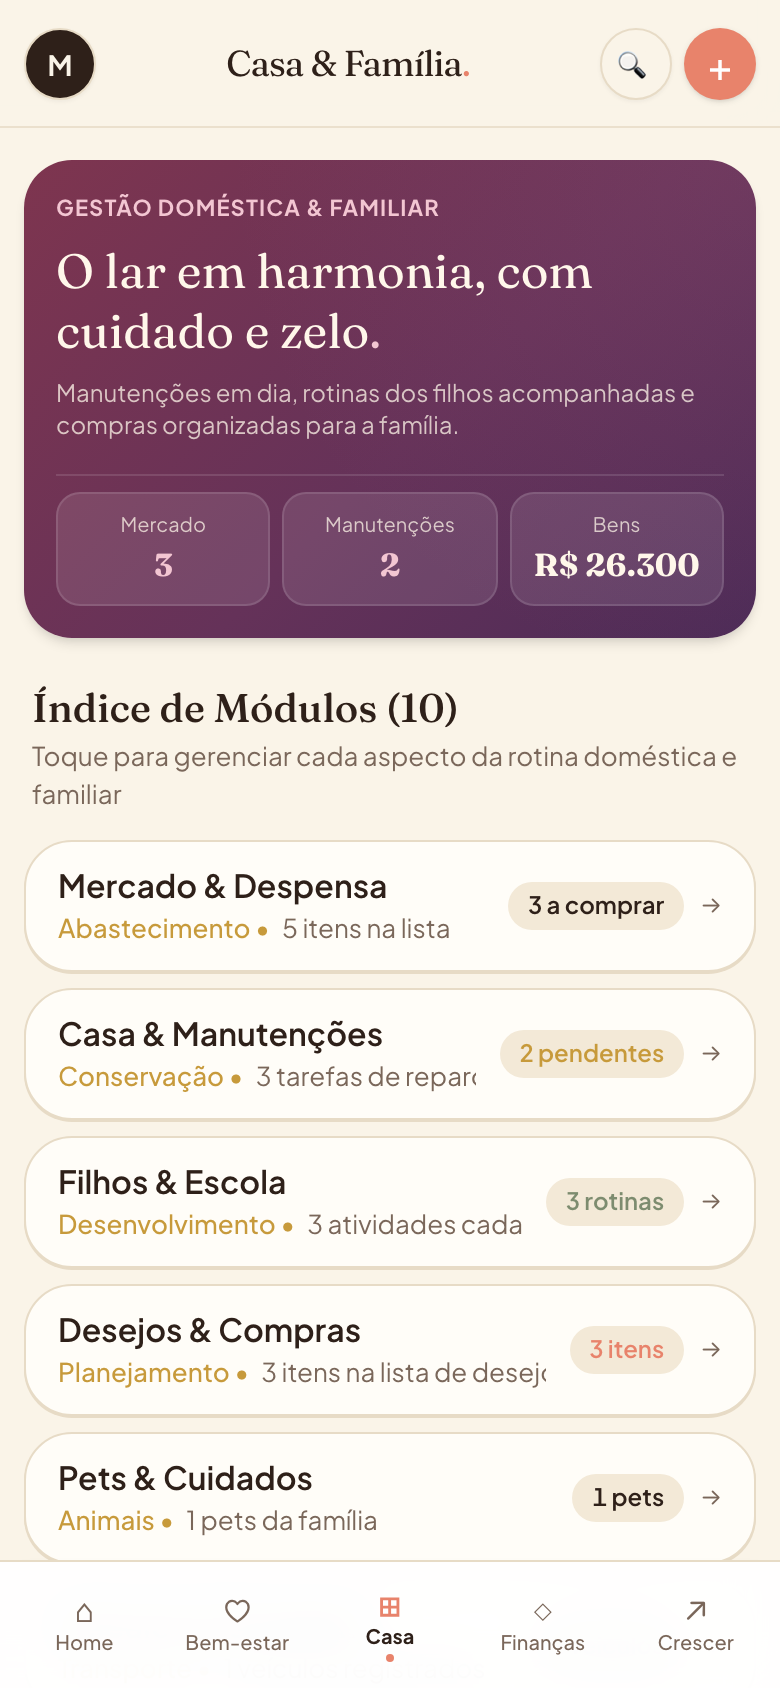 M
Casa & Família.
+
GESTÃO DOMÉSTICA & FAMILIAR
O lar em harmonia, com
cuidado e zelo.
Manutenções em dia, rotinas dos filhos acompanhadas e
compras organizadas para a família.
Mercado
3
Manutenções
2
Bens
R$ 26.300
Índice de Módulos (10)
Toque para gerenciar cada aspecto da rotina doméstica e
familiar
Mercado & Despensa
Abastecimento • 5 itens na lista
3 a comprar →
Casa & Manutenções
Conservação • 3 tarefas de reparo
2 pendentes →
Filhos & Escola
Desenvolvimento • 3 atividades cada
3 rotinas →
Desejos & Compras
Planejamento • 3 itens na lista de desejo
3 itens →
Pets & Cuidados
Animais • 1 pets da família
1 pets →
Home
Bem-estar
Casa
Finanças
Crescer